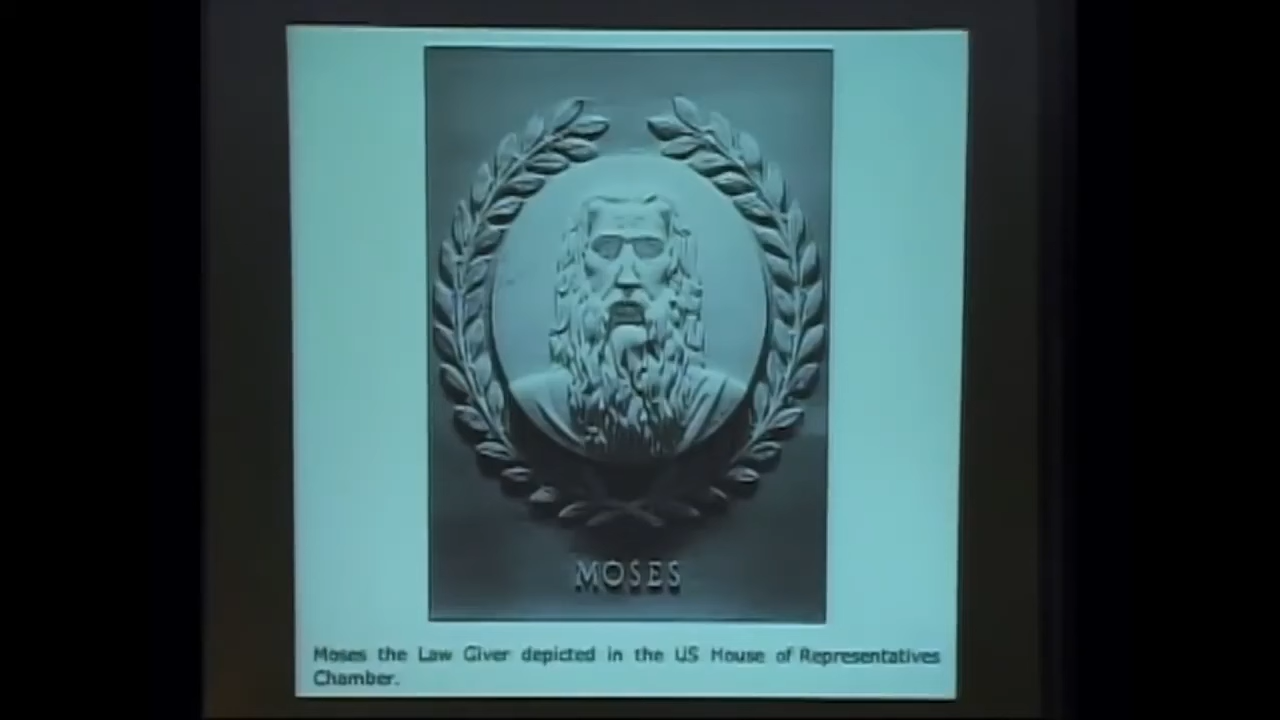 MOSES
Moses the Law Giver depicted in the US House of Representatives
Chamber.